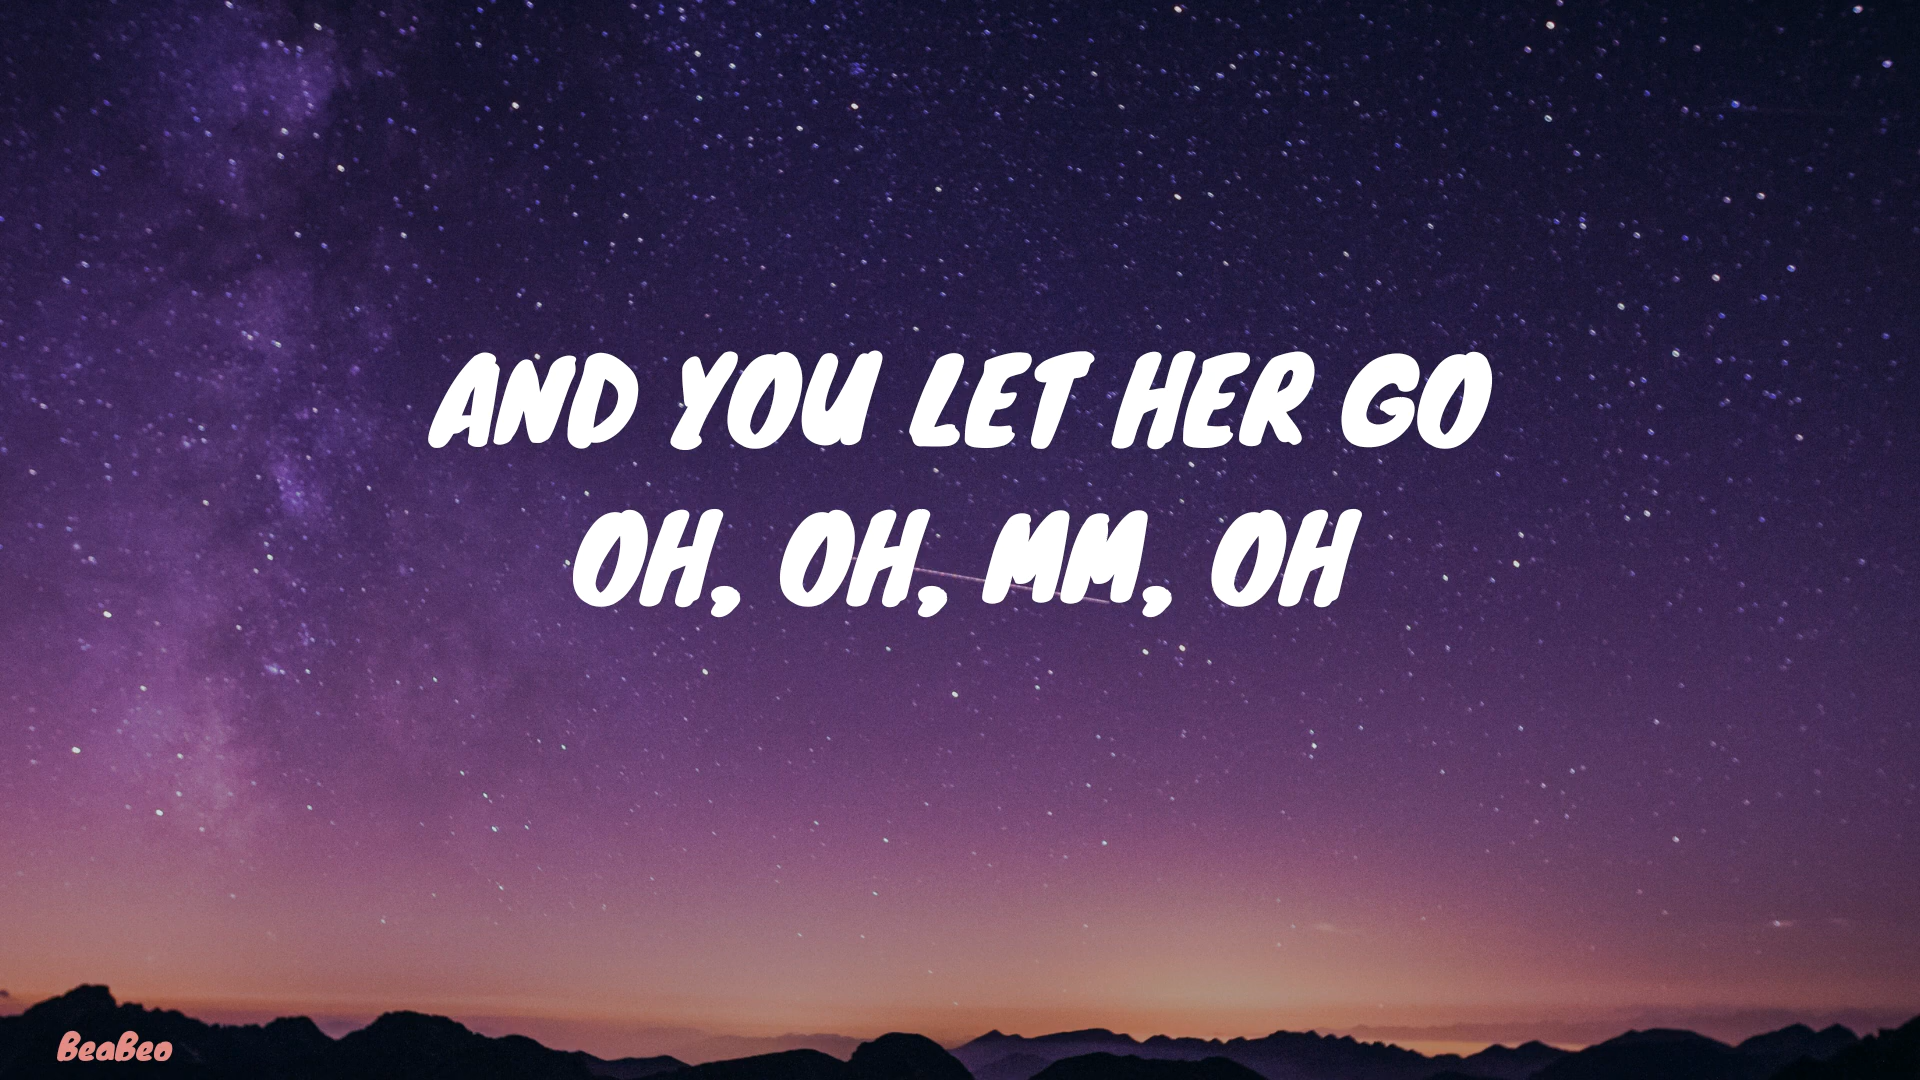 AND YOU LET HER GO
OH, OH, MM, OH
BeaBeo